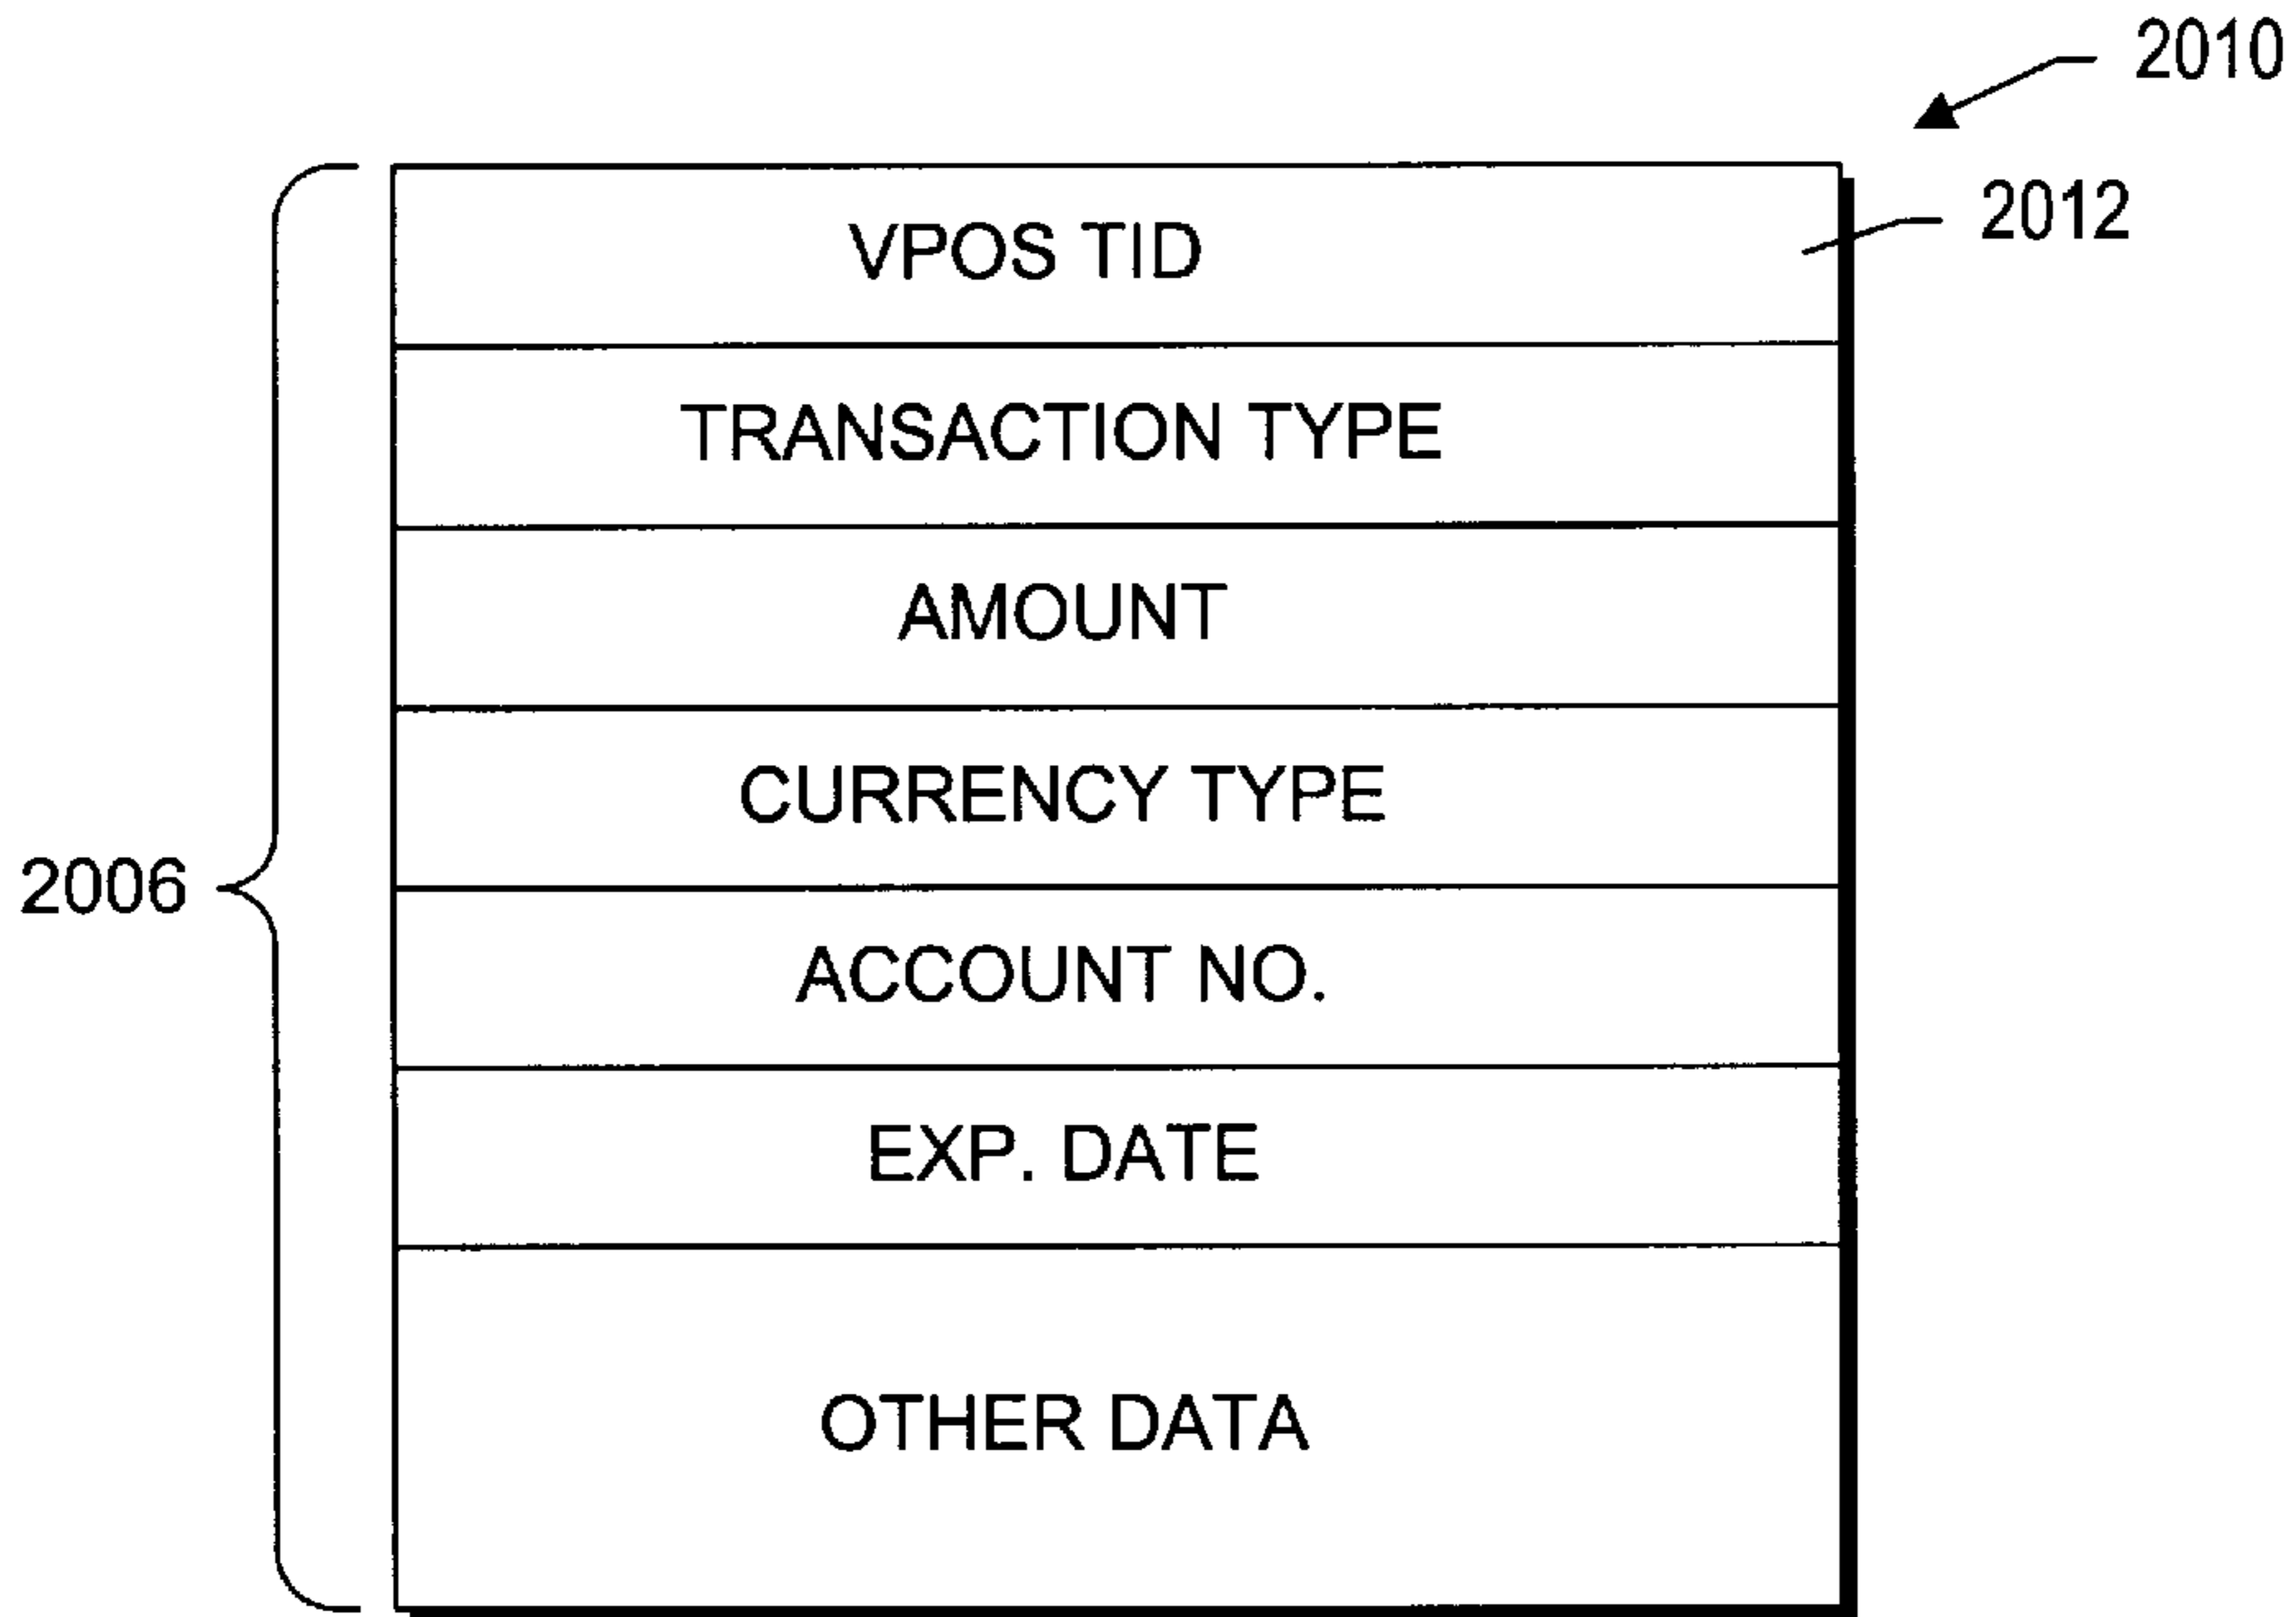 2010
VPOS TID
2012
TRANSACTION TYPE
AMOUNT
CURRENCY TYPE
2006
ACCOUNT NO.
EXP. DATE
OTHER DATA